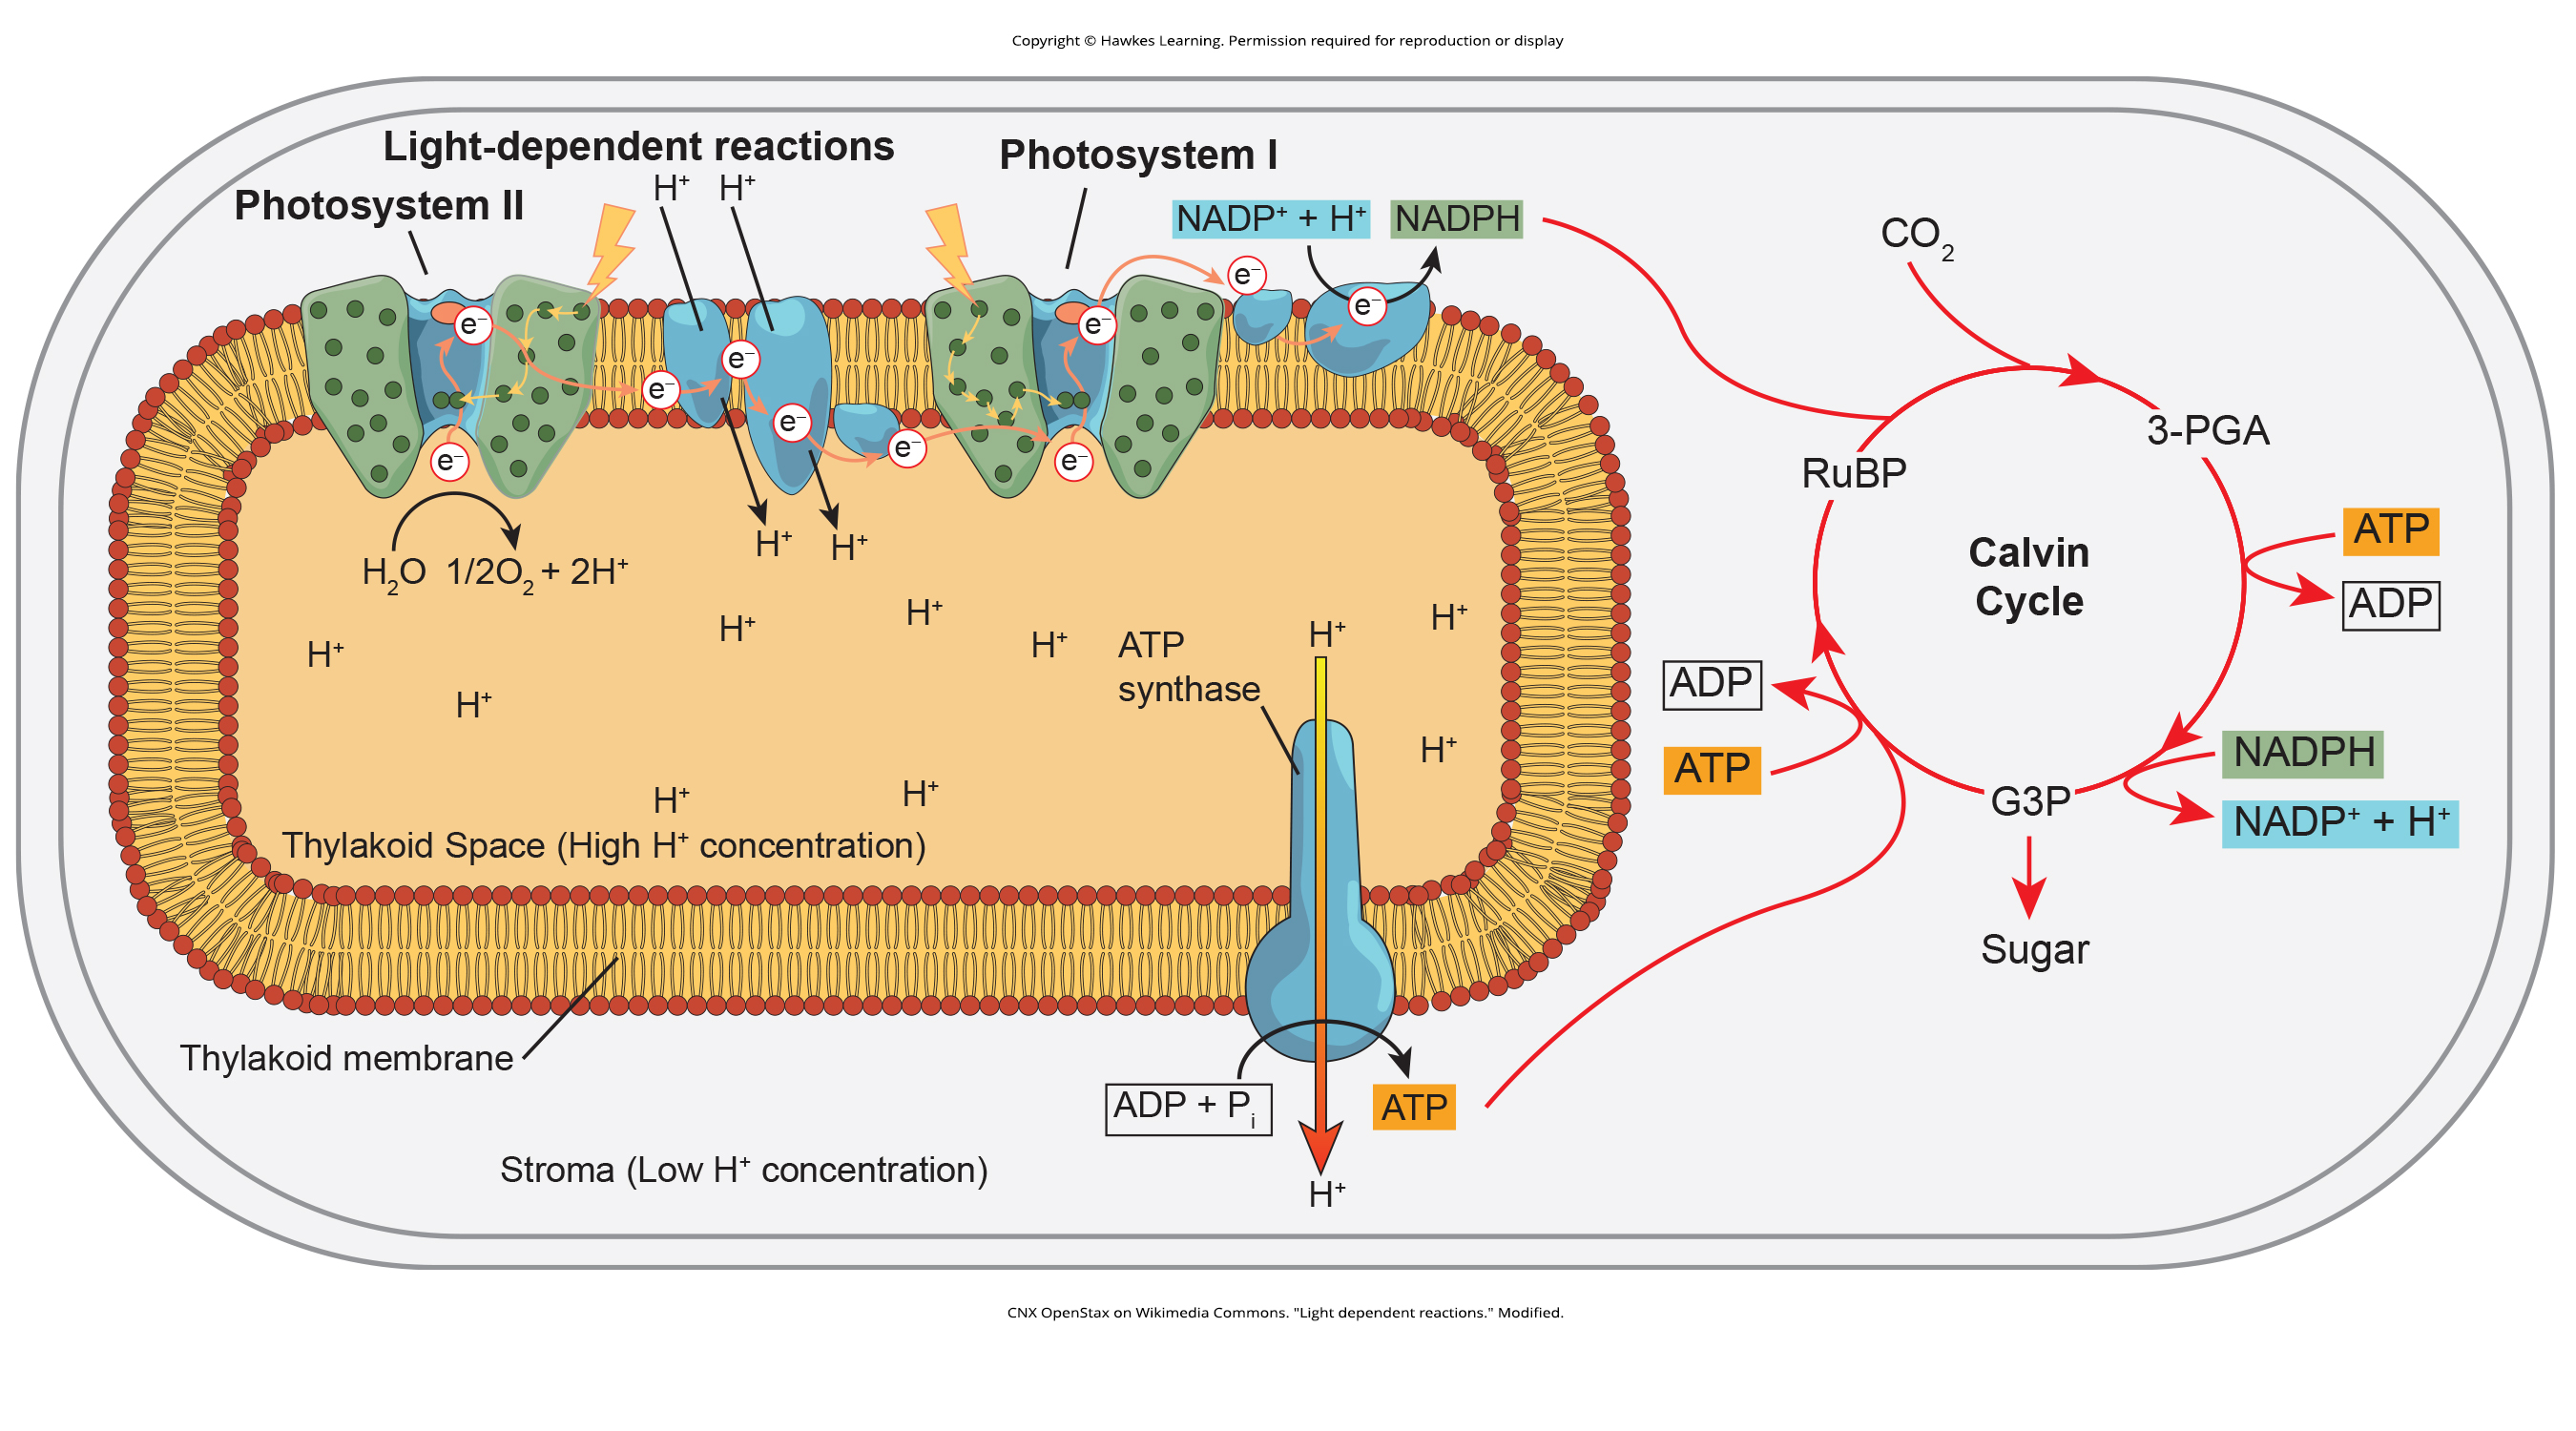 Copyright © Hawkes Learning. Permission required for reproduction or display
Light-dependent reactions
Photosystem II
Photosystem I
H⁺ H⁺
NADP⁺ + H⁺
NADPH
e⁻
e⁻
e⁻
e⁻
e⁻
e⁻
e⁻
e⁻
e⁻
e⁻
H₂O 1/2O₂ + 2H⁺
H⁺
H⁺
H⁺
H⁺
H⁺
H⁺
H⁺
H⁺
H⁺
H⁺
H⁺
H⁺
ATP
synthase
Thylakoid Space (High H⁺ concentration)
Thylakoid membrane
ADP + Pᵢ
ATP
Stroma (Low H⁺ concentration)
H⁺
CO₂
3-PGA
RuBP
Calvin
Cycle
ATP
ADP
ADP
ATP
NADPH
NADP⁺ + H⁺
G3P
Sugar
CNX OpenStax on Wikimedia Commons. "Light dependent reactions." Modified.